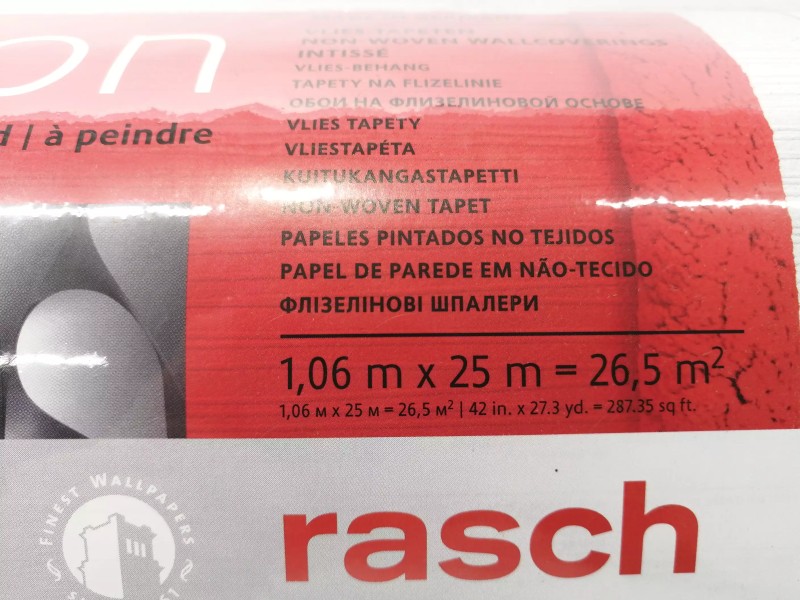 on
VLIES-TAPETEN
NON-WOVEN WALLCOVERINGS
INTISSÉ
VLIES-BEHANG
TAPETY NA FLIZELINIE
ОБОИ НА ФЛИЗЕЛИНОВОЙ ОСНОВЕ
| à peindre
VLIES TAPETY
VLIESTAPÉTA
KUITUKANGASTAPETTI
NON-WOVEN TAPET
PAPELES PINTADOS NO TEJIDOS
PAPEL DE PAREDE EM NÃO-TECIDO
ФЛІЗЕЛІНОВІ ШПАЛЕРИ
1,06 m x 25 m = 26,5 m²
1,06 м x 25 м = 26,5 м² | 42 in. x 27.3 yd. = 287.35 sq ft.
FINEST WALLPAPERS
rasch